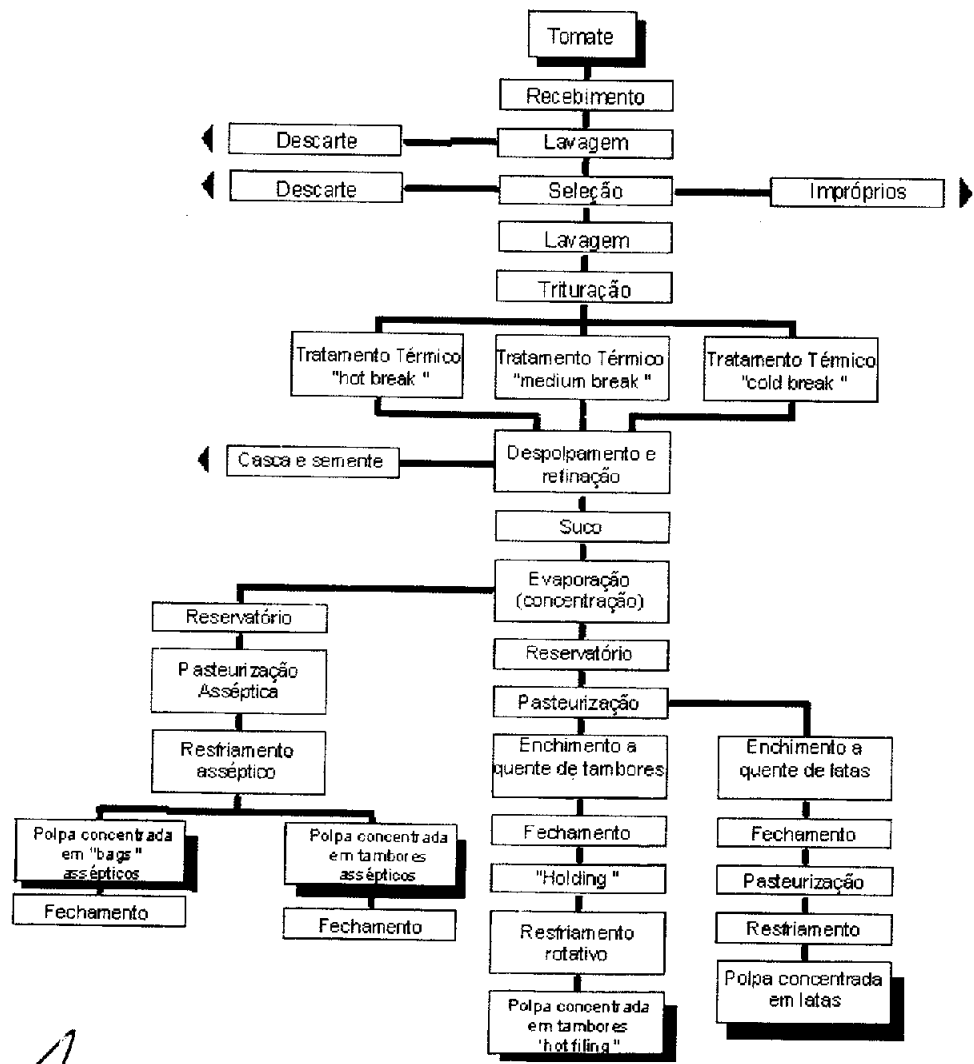 Tomate
Recebimento
Descarte
Lavagem
Descarte
Seleção
Impróprios
Lavagem
Trituração
Tratamento Térmico
"hot break "
Tratamento Térmico
"medium break "
Tratamento Térmico
"cold break "
Casca e semente
Despolpamento e
refinação
Suco
Evaporação
(concentração)
Reservatório
Pasteurização
Asséptica
Resfriamento
asséptico
Polpa concentrada
em "bags"
assépticos
Fechamento
Polpa concentrada
em tambores
assépticos
Fechamento
Reservatório
Pasteurização
Enchimento a
quente de tambores
Fechamento
"Holding "
Resfriamento
rotativo
Polpa concentrada
em tambores
"hot filing "
Enchimento a
quente de latas
Fechamento
Pasteurização
Resfriamento
Polpa concentrada
em latas